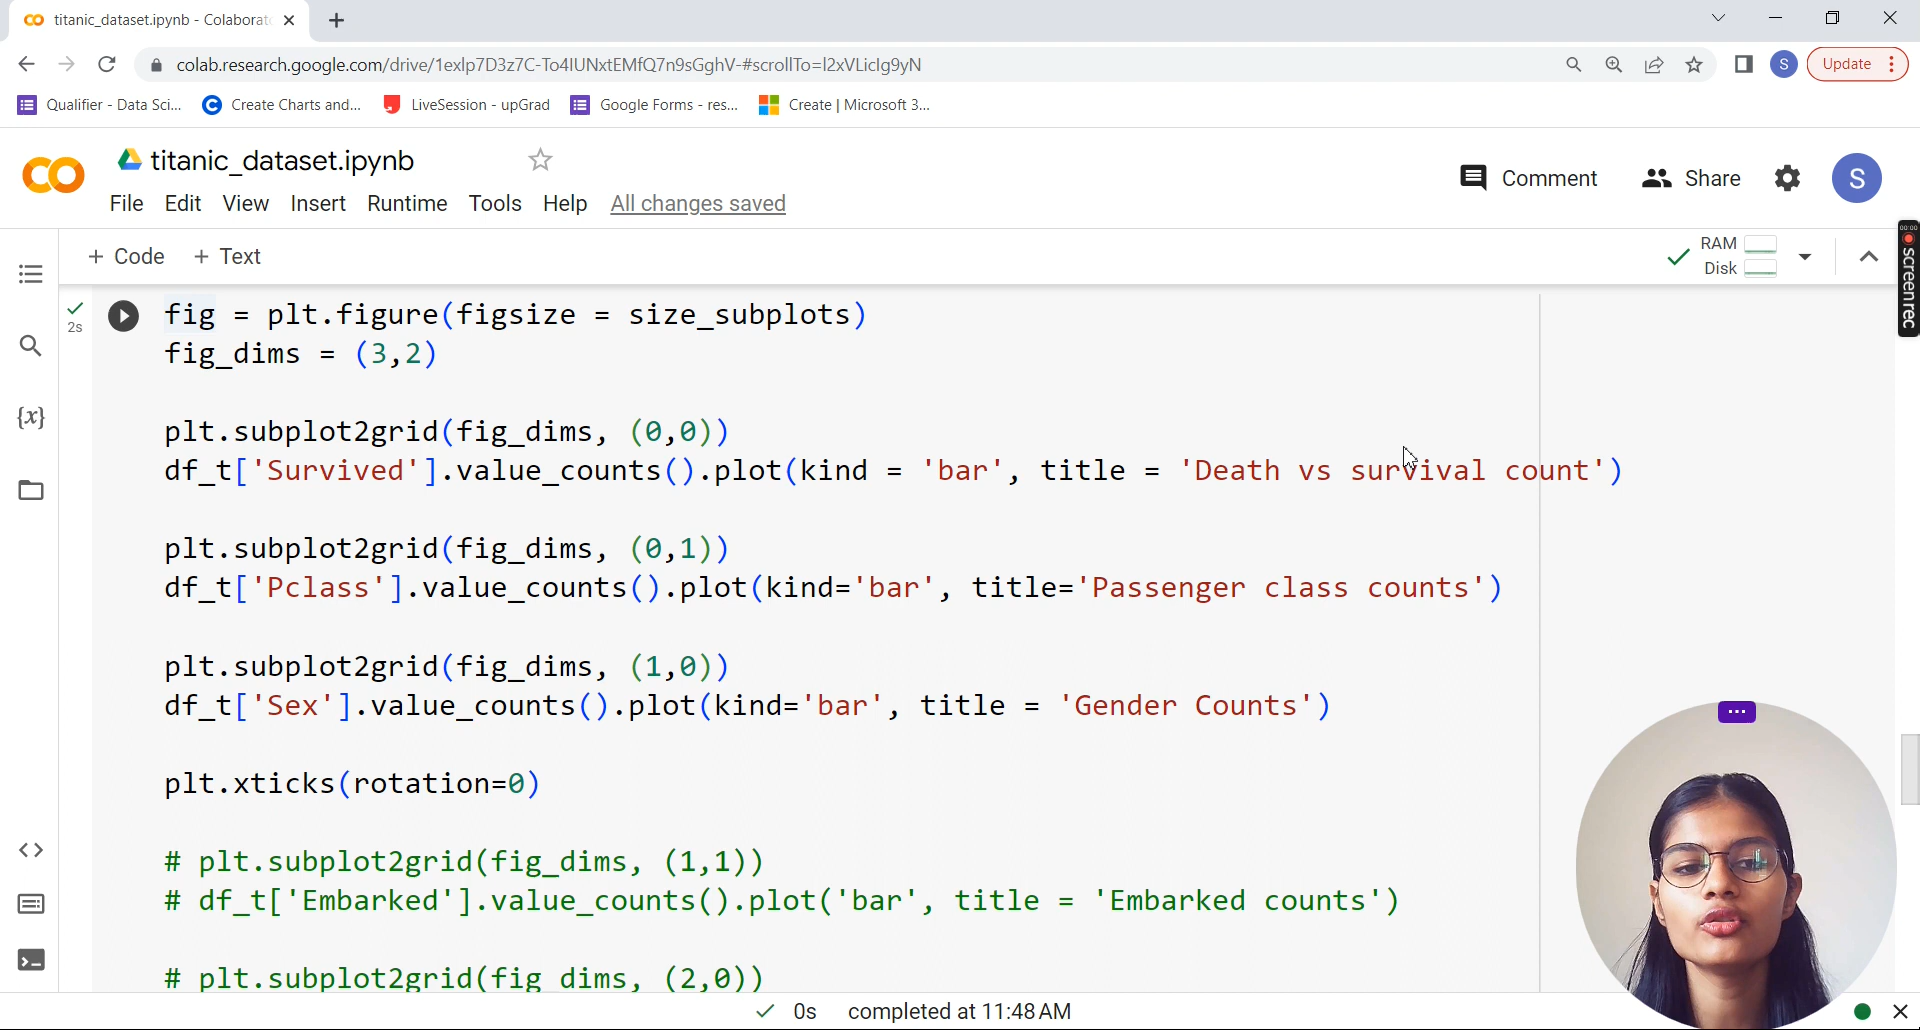 titanic_dataset.ipynb - Colaborat
colab.research.google.com/drive/1exlp7D3z7C-To4IUNxtEMfQ7n9sGghV-#scrollTo=I2xVLiclg9yN
S
Update
Qualifier - Data Sci...
Create Charts and...
LiveSession - upGrad
Google Forms - res...
Create | Microsoft 3...
titanic_dataset.ipynb
Comment
Share
S
File Edit View Insert Runtime Tools Help All changes saved
+ Code + Text
RAM
Disk
00:00
screenrec
2s
fig = plt.figure(figsize = size_subplots)
fig_dims = (3,2)
plt.subplot2grid(fig_dims, (0,0))
df_t['Survived'].value_counts().plot(kind = 'bar', title = 'Death vs survival count')
plt.subplot2grid(fig_dims, (0,1))
df_t['Pclass'].value_counts().plot(kind='bar', title='Passenger class counts')
plt.subplot2grid(fig_dims, (1,0))
df_t['Sex'].value_counts().plot(kind='bar', title = 'Gender Counts')
plt.xticks(rotation=0)
# plt.subplot2grid(fig_dims, (1,1))
# df_t['Embarked'].value_counts().plot('bar', title = 'Embarked counts')
# plt.subplot2grid(fig_dims, (2,0))
{x}
0s completed at 11:48 AM